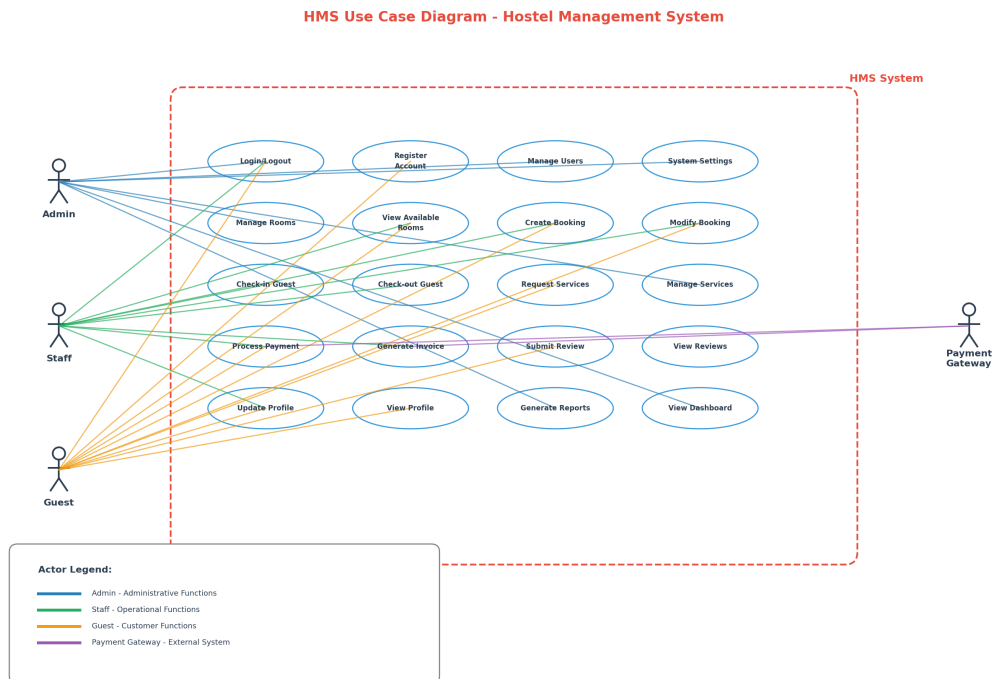 HMS Use Case Diagram - Hostel Management System
HMS System
Login/Logout
Register
Account
Manage Users
System Settings
Admin
Manage Rooms
View Available
Rooms
Create Booking
Modify Booking
Check-in Guest
Check-out Guest
Request Services
Manage Services
Staff
Process Payment
Generate Invoice
Submit Review
View Reviews
Payment
Gateway
Update Profile
View Profile
Generate Reports
View Dashboard
Guest
Actor Legend:
Admin - Administrative Functions
Staff - Operational Functions
Guest - Customer Functions
Payment Gateway - External System